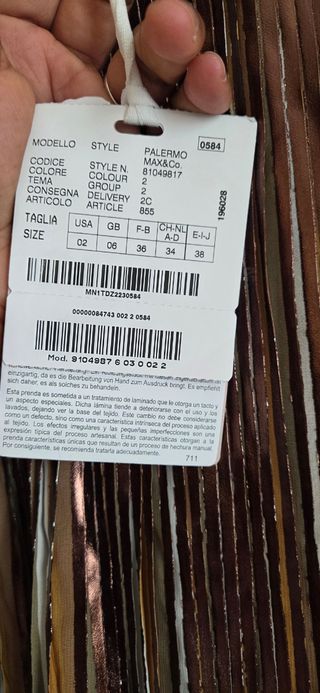 MODELLO STYLE PALERMO 0584
MAX&Co.
CODICE STYLE N. 81049817
COLORE COLOUR 2
TEMA GROUP 2
CONSEGNA DELIVERY 2C
ARTICOLO ARTICLE 855
196028
TAGLIA SIZE
USA GB F-B CH-NL A-D E-I-J
02 06 36 34 38
MN1TDZ2230584
00000084743 002 2 0584
Mod. 91049B7 6 03 0 02 2
einzigartig, da es die Bearbeitung von Hand zum Ausdruck bringt. Es empfiehlt
sich daher, es als solches zu behandeln.
Esta prenda es sometida a un tratamiento de laminado que le otorga un tacto y
un aspecto especiales. Dicha lámina tiende a deteriorarse con el uso y los
lavados, dejando ver la base del tejido. Este cambio no debe considerarse
como un defecto, sino como una característica intrínseca del proceso aplicado
al tejido. Los efectos irregulares y las pequeñas imperfecciones son una
expresión típica del proceso artesanal. Estas características otorgan a la
prenda características únicas que resultan de un proceso de hechura manual.
Por consiguiente, se recomienda tratarla adecuadamente.
711